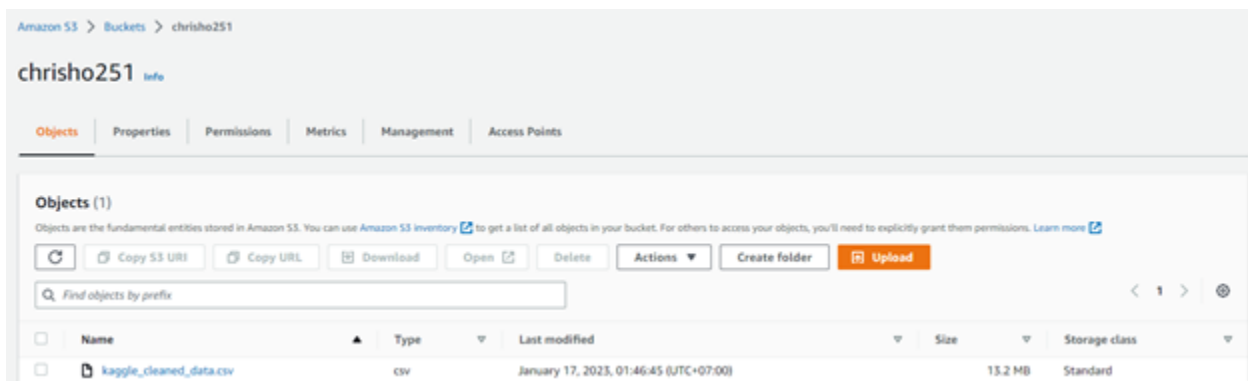 Amazon S3 > Buckets > chrisho251
chrisho251 Info
Objects Properties Permissions Metrics Management Access Points
Objects (1)
Objects are the fundamental entities stored in Amazon S3. You can use Amazon S3 inventory to get a list of all objects in your bucket. For others to access your objects, you'll need to explicitly grant them permissions. Learn more
Copy S3 URI Copy URL Download Open Delete Actions Create folder Upload
Find objects by prefix < 1 >
Name Type Last modified Size Storage class
kaggle_cleaned_data.csv csv January 17, 2023, 01:46:45 (UTC+07:00) 13.2 MB Standard